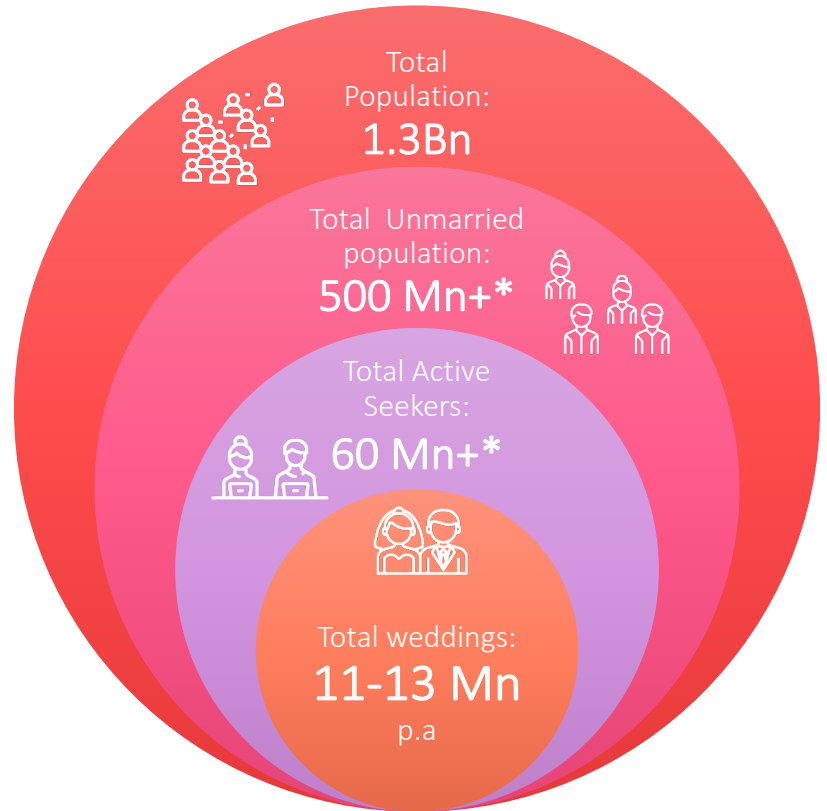 Total
Population:
1.3Bn
Total Unmarried
population:
500 Mn+*
Total Active
Seekers:
60 Mn+*
Total weddings:
11-13 Mn
p.a